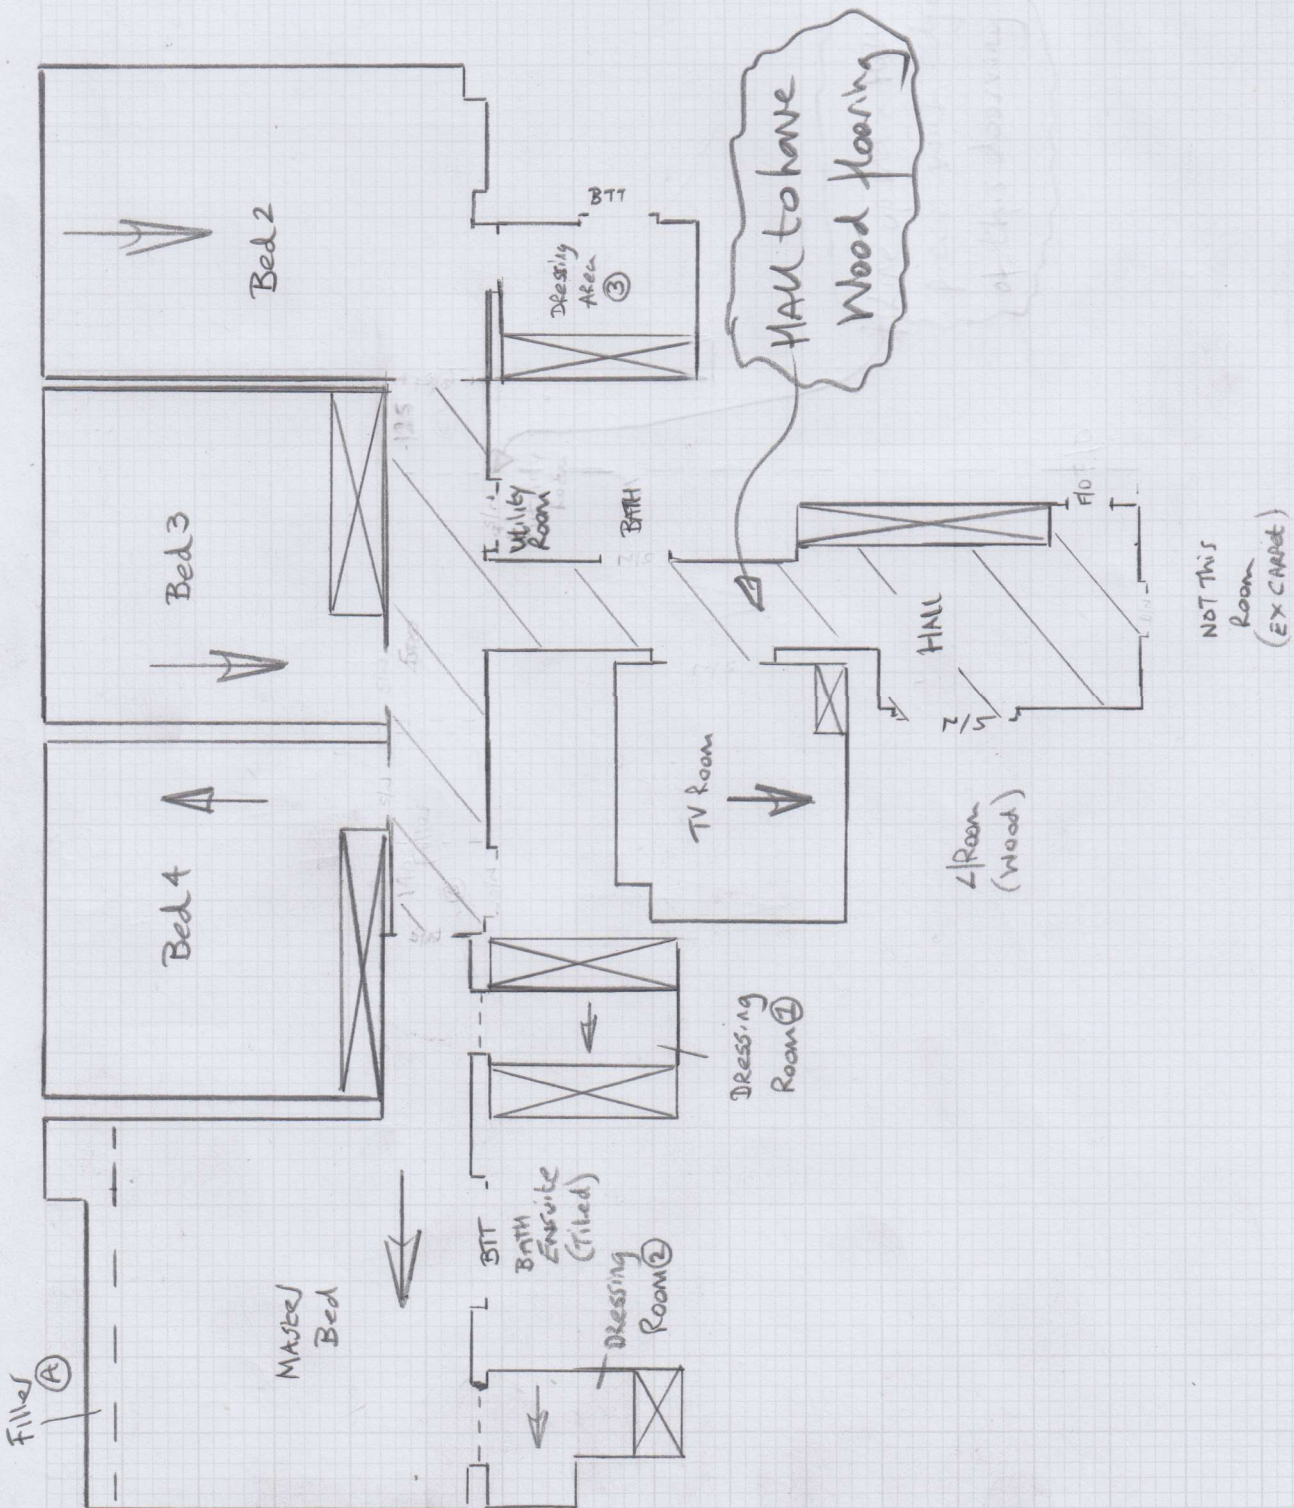 Filler
(A)
Master
Bed
Bed 4
Bed 3
Bed 2
BTT
BATH
ENSuite
(Tiled)
Dressing
Room (2)
Dressing
Room (1)
TV Room
Utility
Room
BATH
Dressing
Area
(3)
BTT
HAll to have
Wood flooring
HAll
L/Room
(Wood)
NOT This
Room
(EX CARPet)